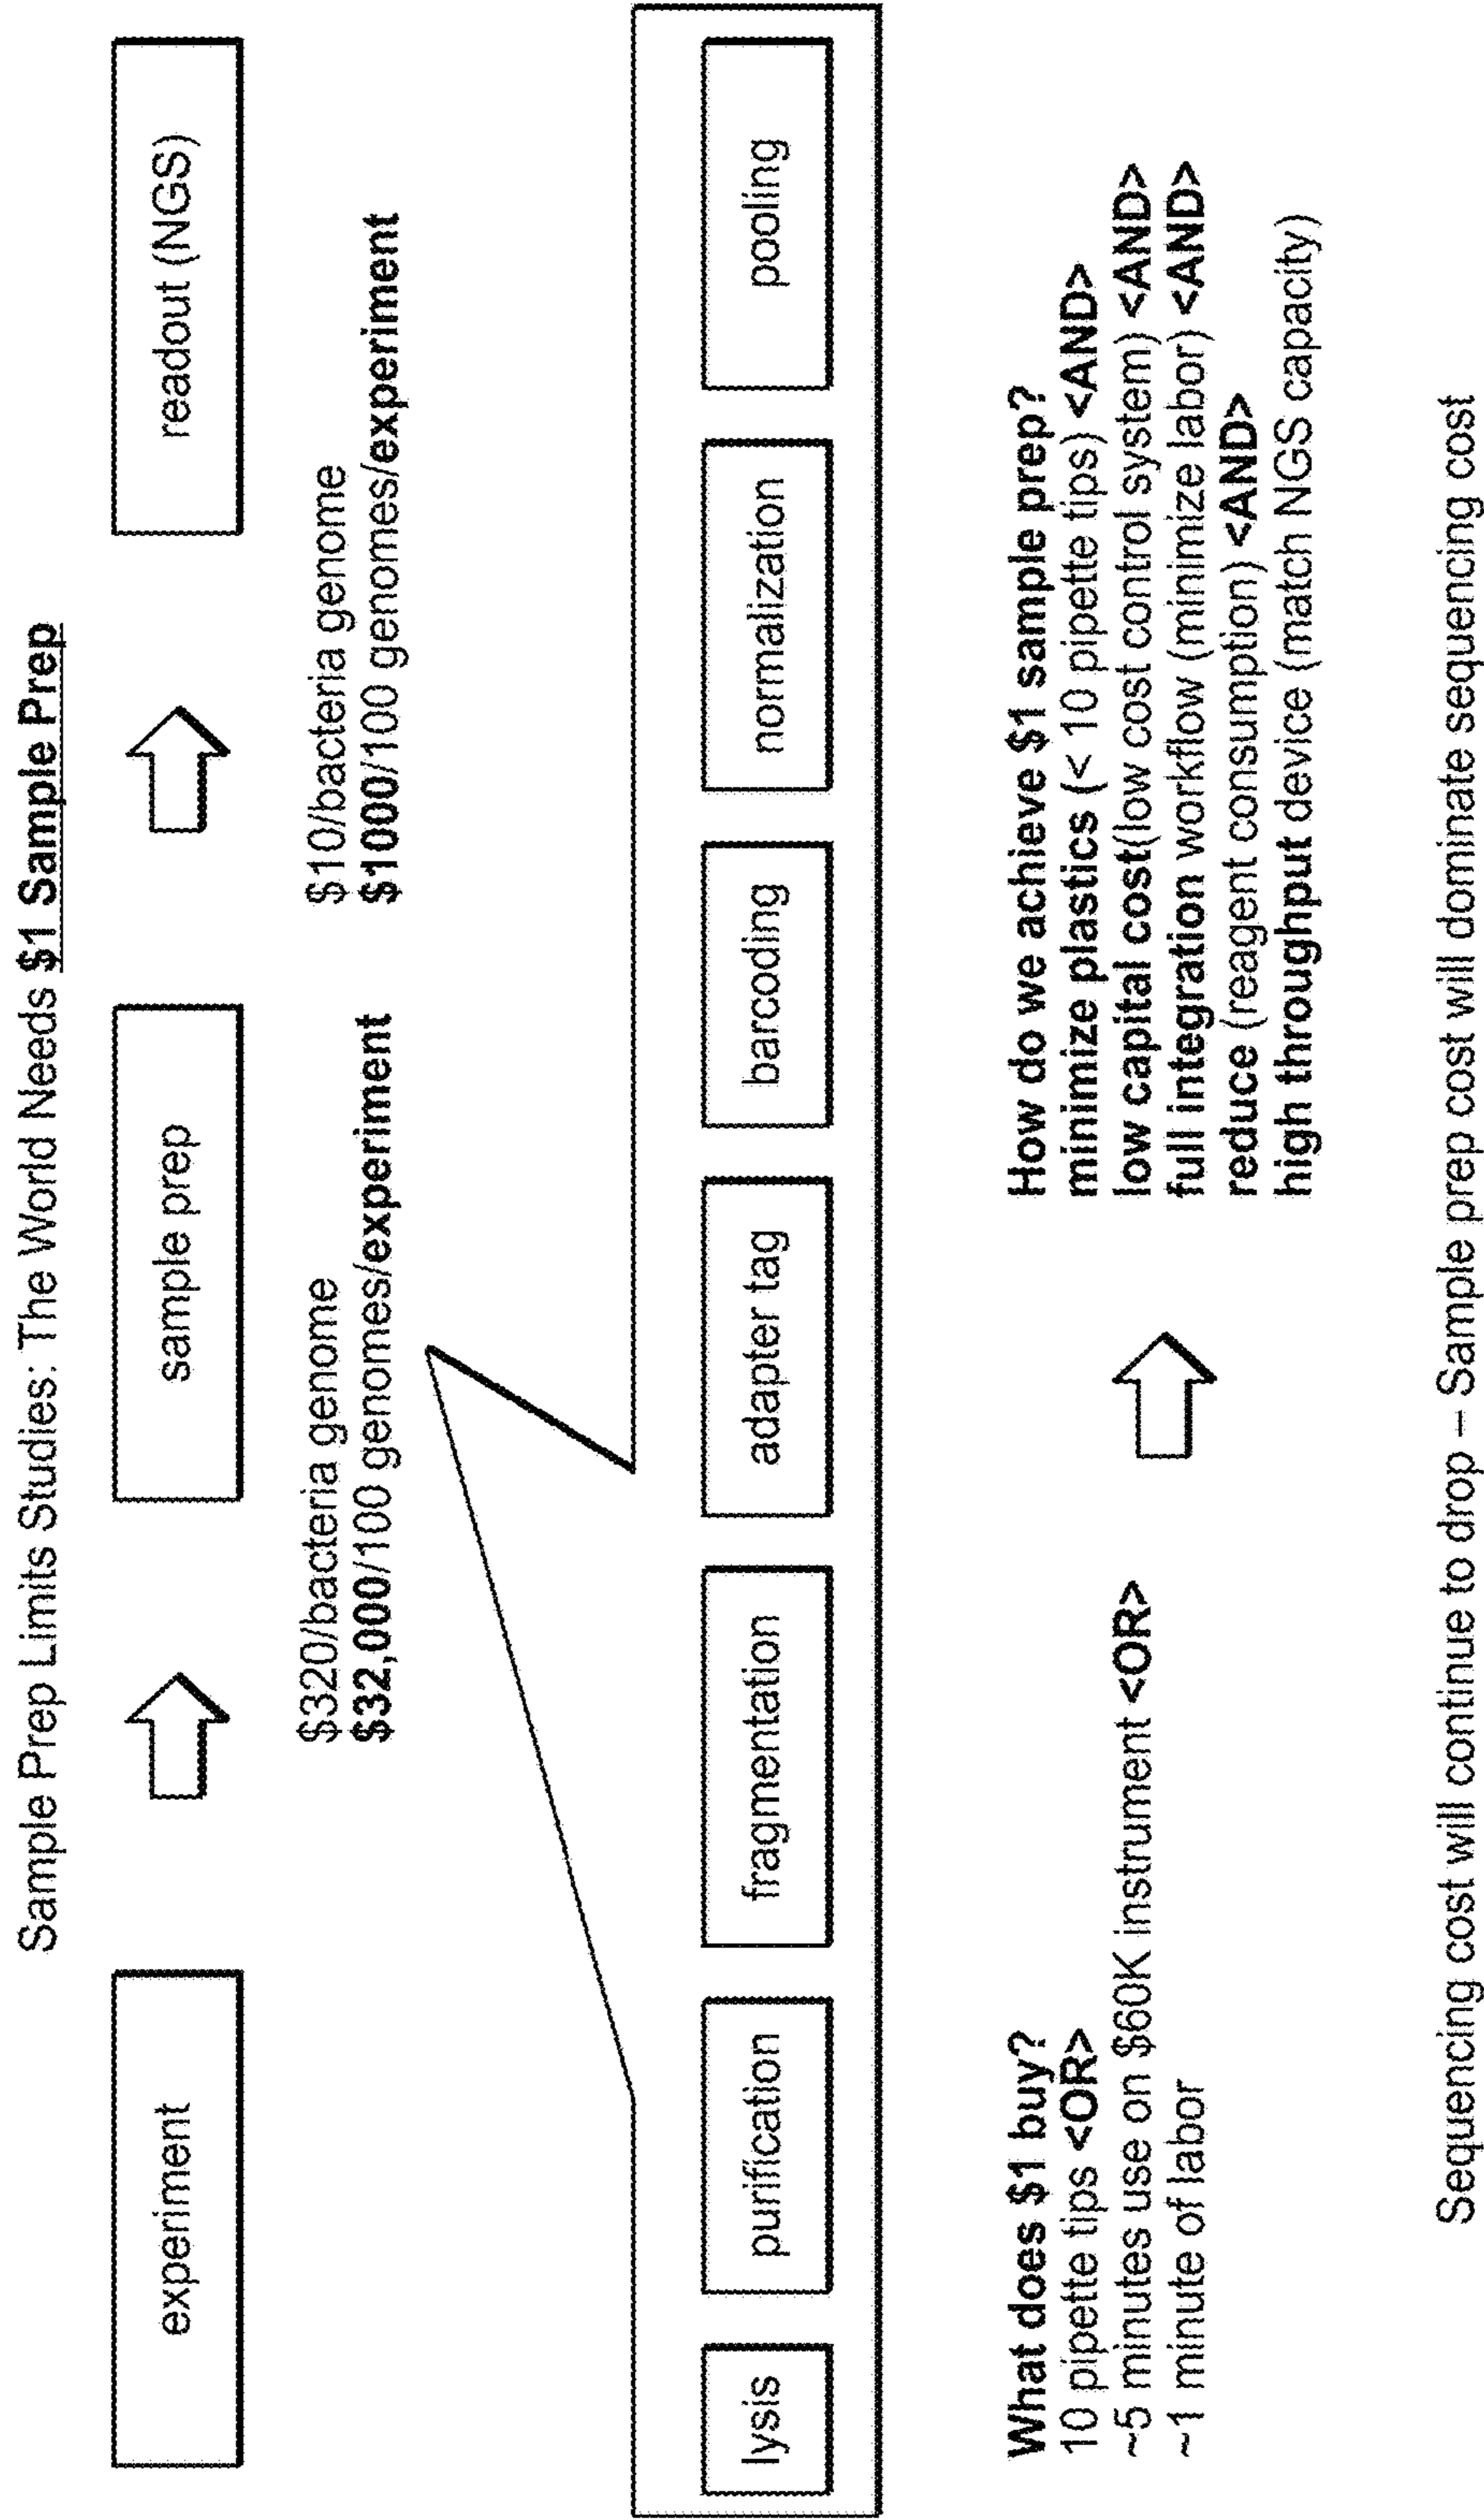 Sample Prep Limits Studies: The World Needs $1 Sample Prep
experiment
sample prep
readout (NGS)
$320/bacteria genome
$32,000/100 genomes/experiment
$10/bacteria genome
$1000/100 genomes/experiment
lysis
purification
fragmentation
adapter tag
barcoding
normalization
pooling
What does $1 buy?
10 pipette tips <OR>
~5 minutes use on $60K instrument <OR>
~1 minute of labor
How do we achieve $1 sample prep?
minimize plastics (< 10 pipette tips) <AND>
low capital cost(low cost control system) <AND>
full integration workflow (minimize labor) <AND>
reduce (reagent consumption) <AND>
high throughput device (match NGS capacity)
Sequencing cost will continue to drop – Sample prep cost will dominate sequencing cost